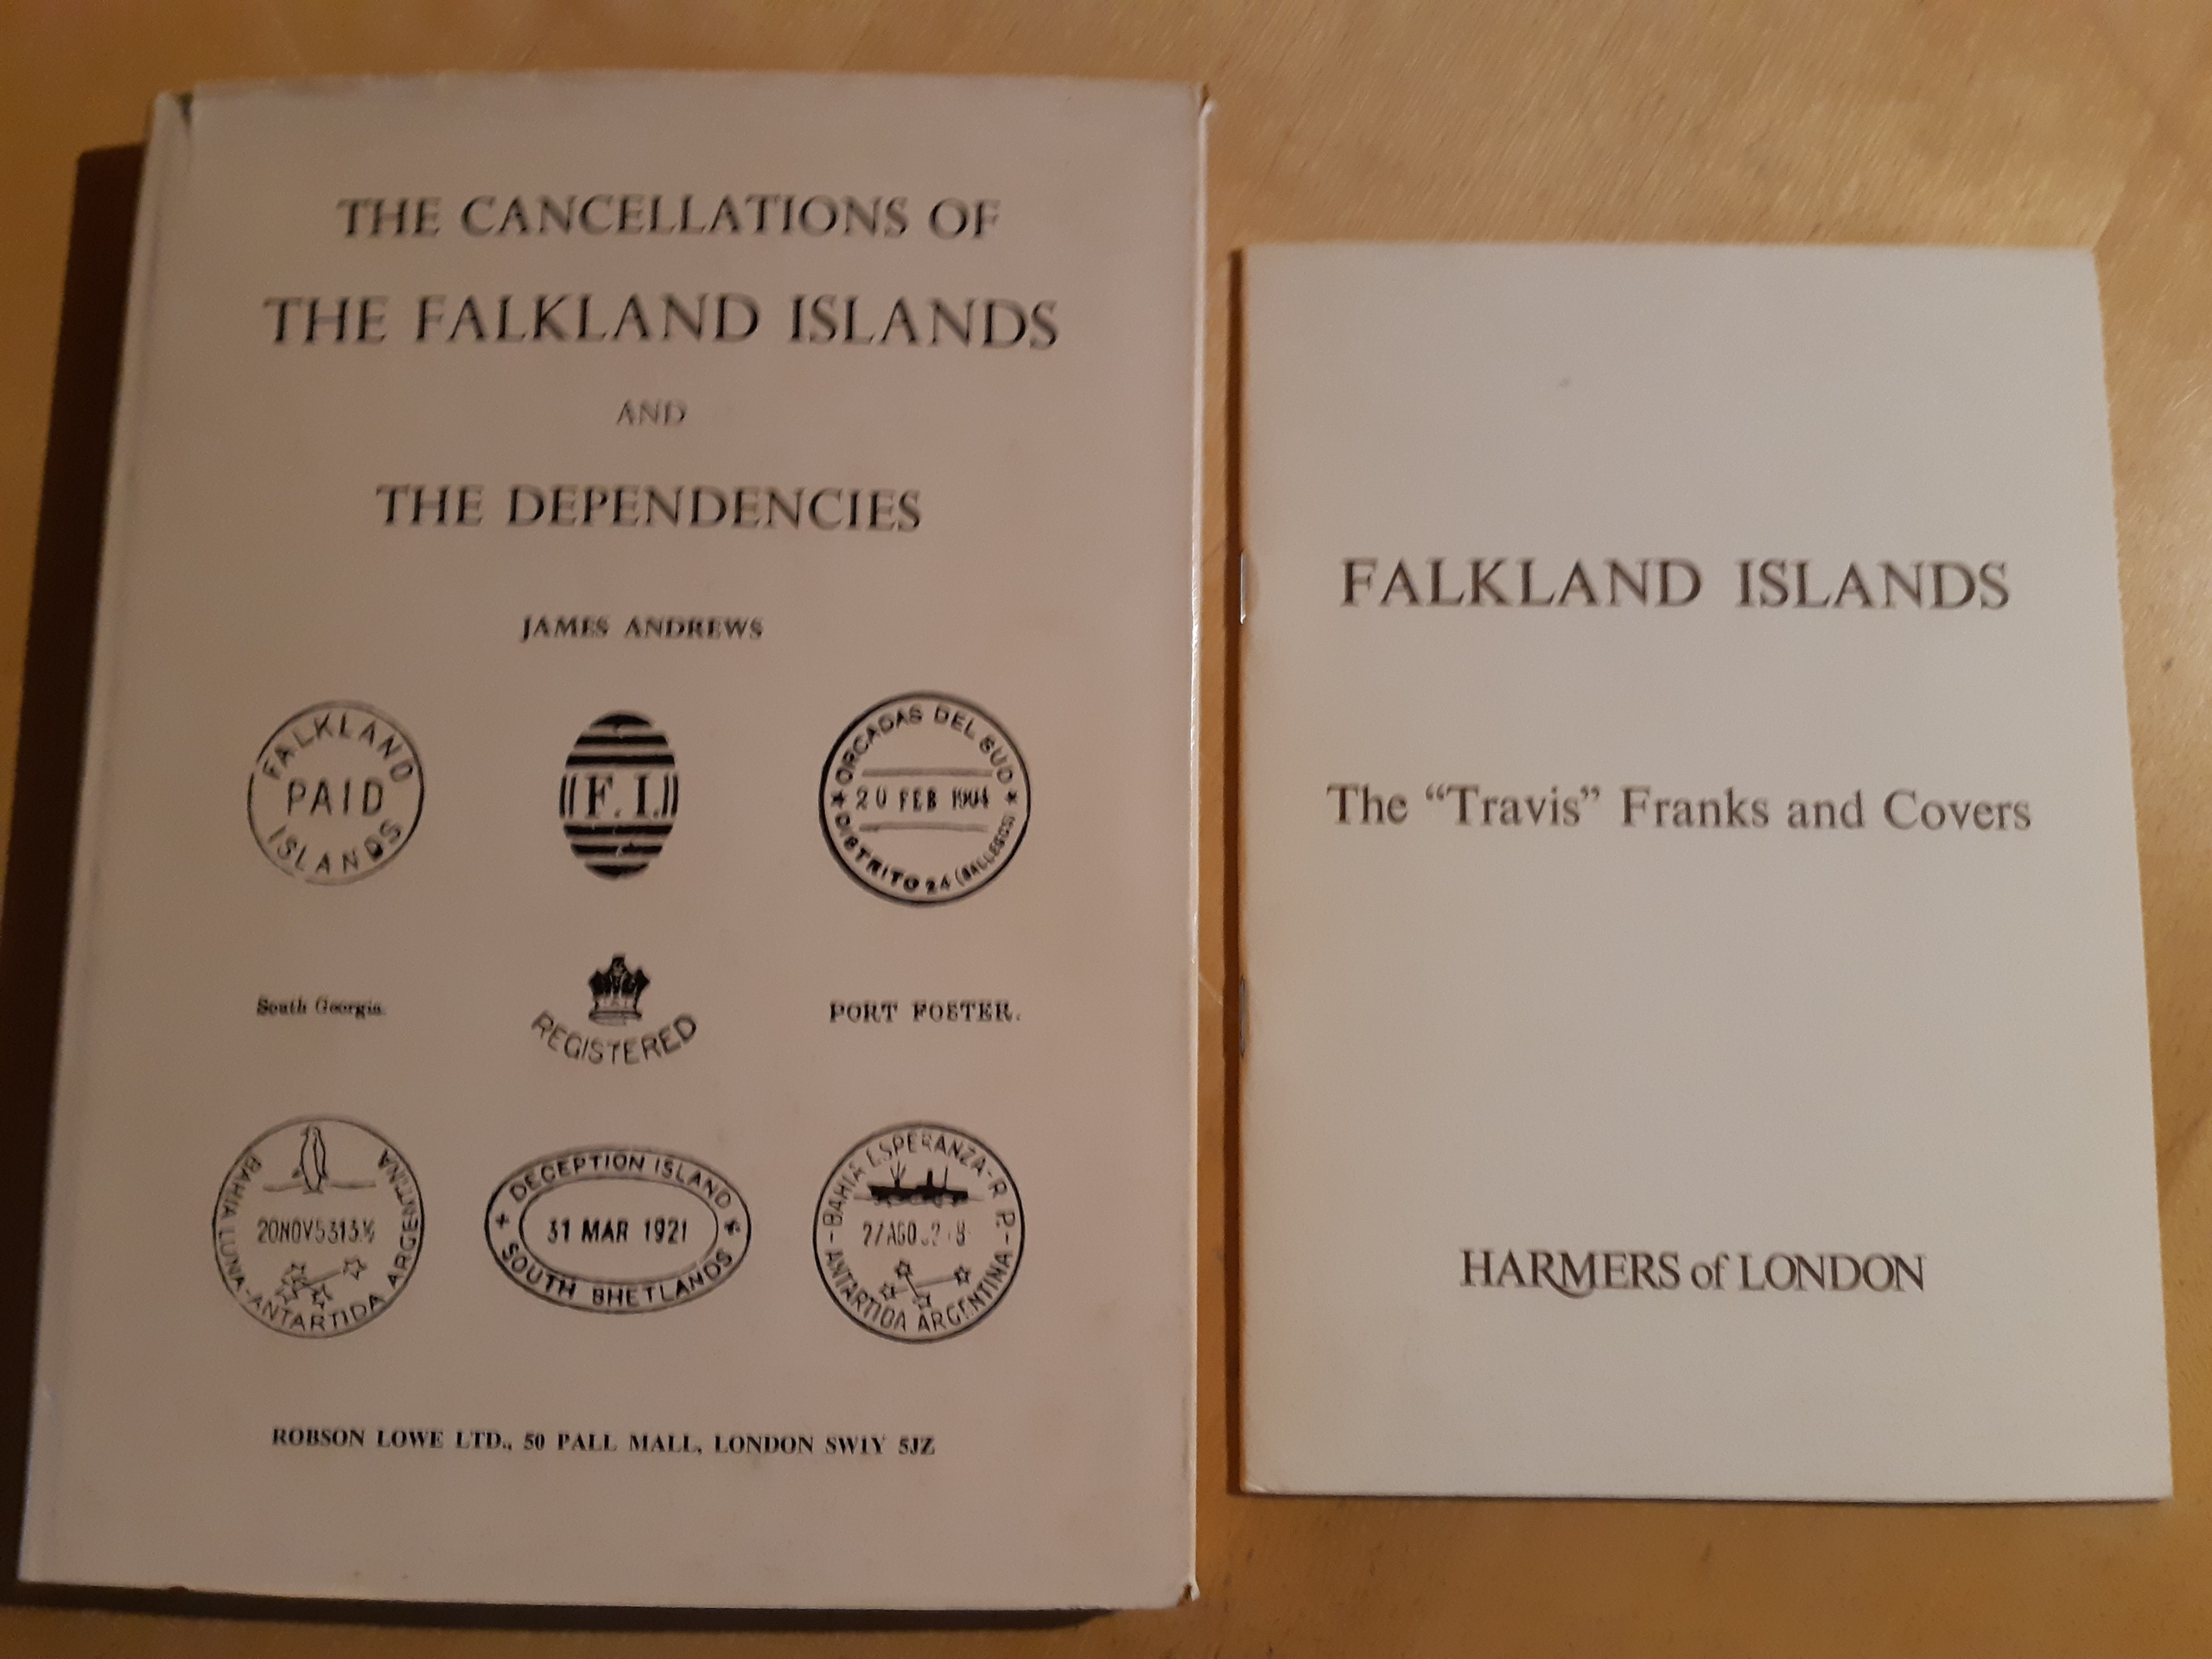 THE CANCELLATIONS OF
THE FALKLAND ISLANDS
AND
THE DEPENDENCIES
JAMES ANDREWS
FALKLAND
PAID
ISLANDS
F. I.
ORCADAS DEL SUD
20 FEB 1904
DISTRITO 24
South Georgia.
REGISTERED
PORT FOSTER.
BAHIA LUNA-ANTARTIDA ARGENTINA
20NOV53
DECEPTION ISLAND
31 MAR 1921
SOUTH SHETLANDS
BAHIA ESPERANZA-R.P.
ANTARTIDA ARGENTINA
ROBSON LOWE LTD., 50 PALL MALL, LONDON SW1Y 5JZ
FALKLAND ISLANDS
The “Travis” Franks and Covers
HARMERS of LONDON